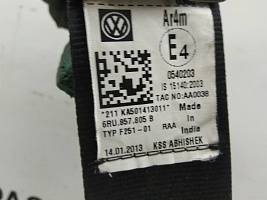 Ar4m
E4
0540203
IS 15140:2003
TAC NO:AA0038
*211 KA501413011*
6RU.857.805 B
Made in
India
TYP F251-01 RAA
14.01.2013 KSS ABHISHEK